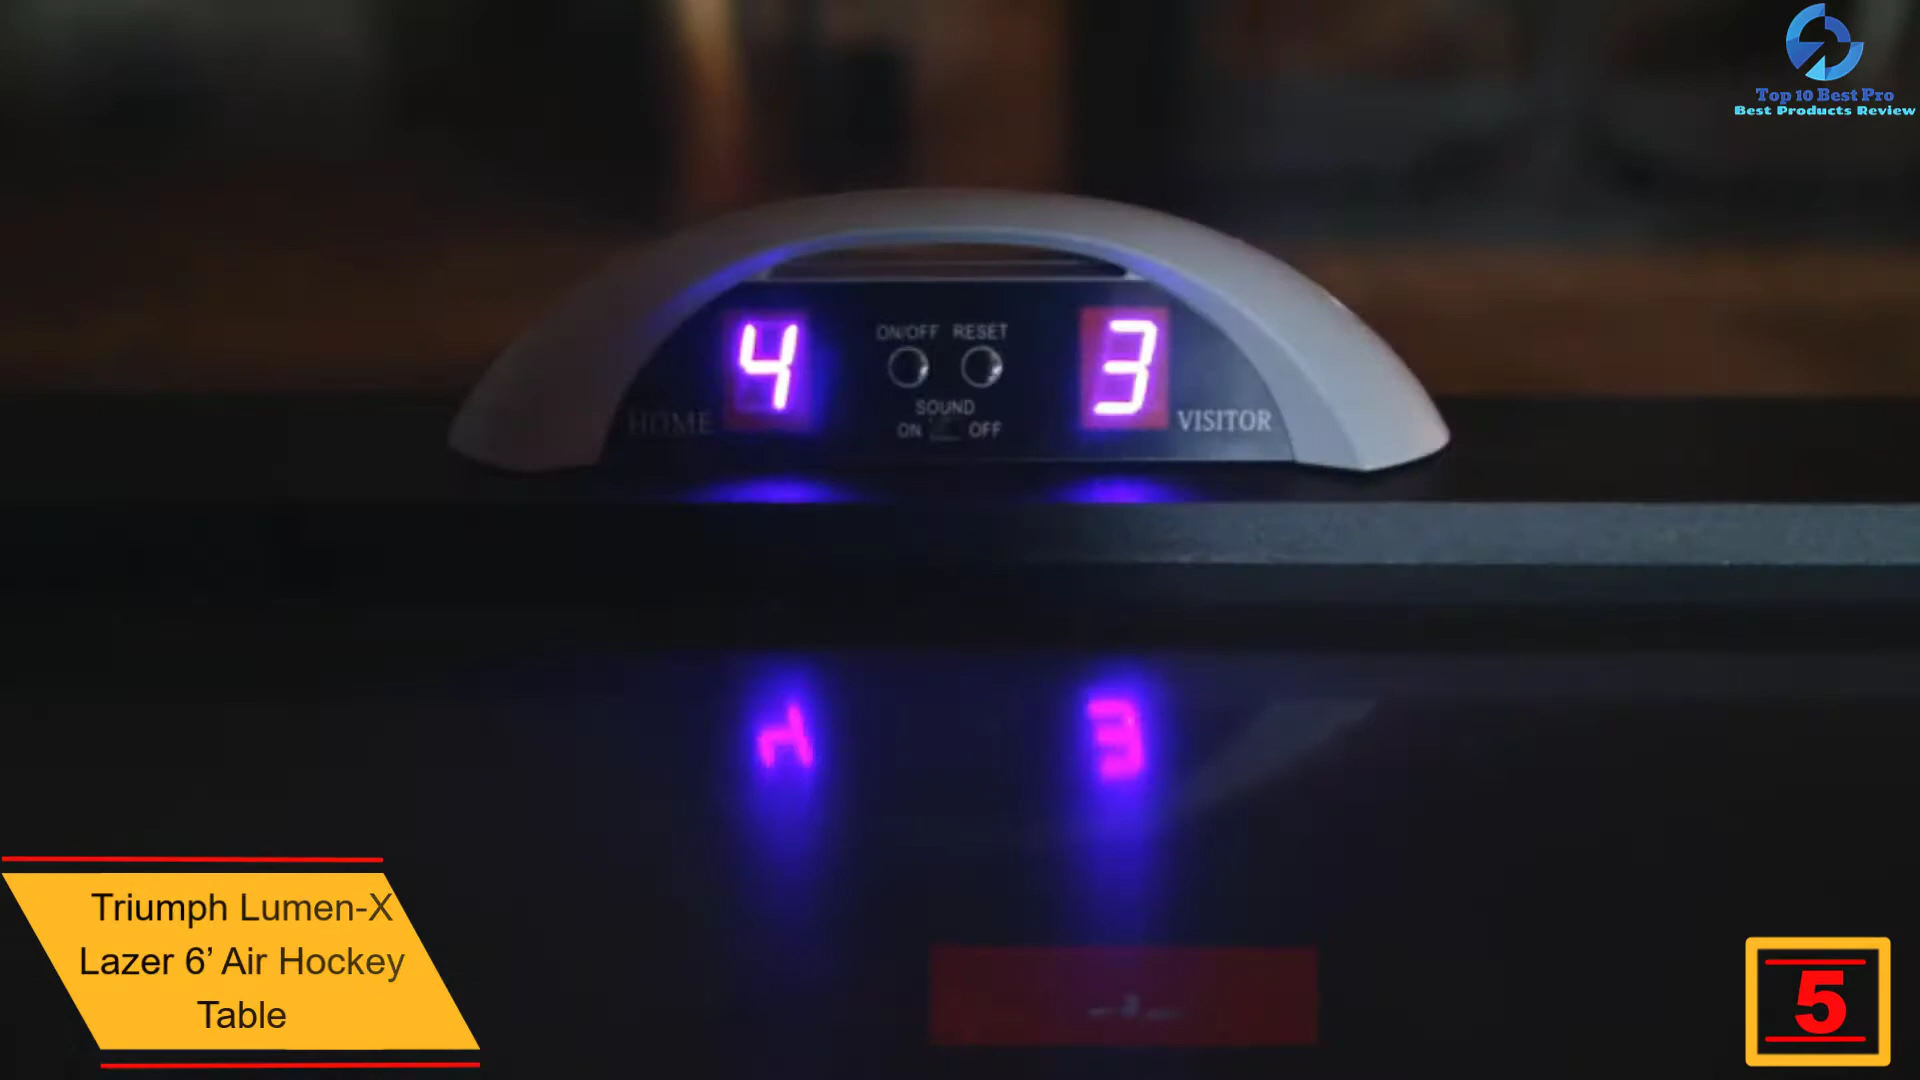 Top 10 Best Pro
Best Products Review
4
ON/OFF RESET
3
SOUND
HOME
ON OFF
VISITOR
Triumph Lumen-X
Lazer 6’ Air Hockey
Table
5